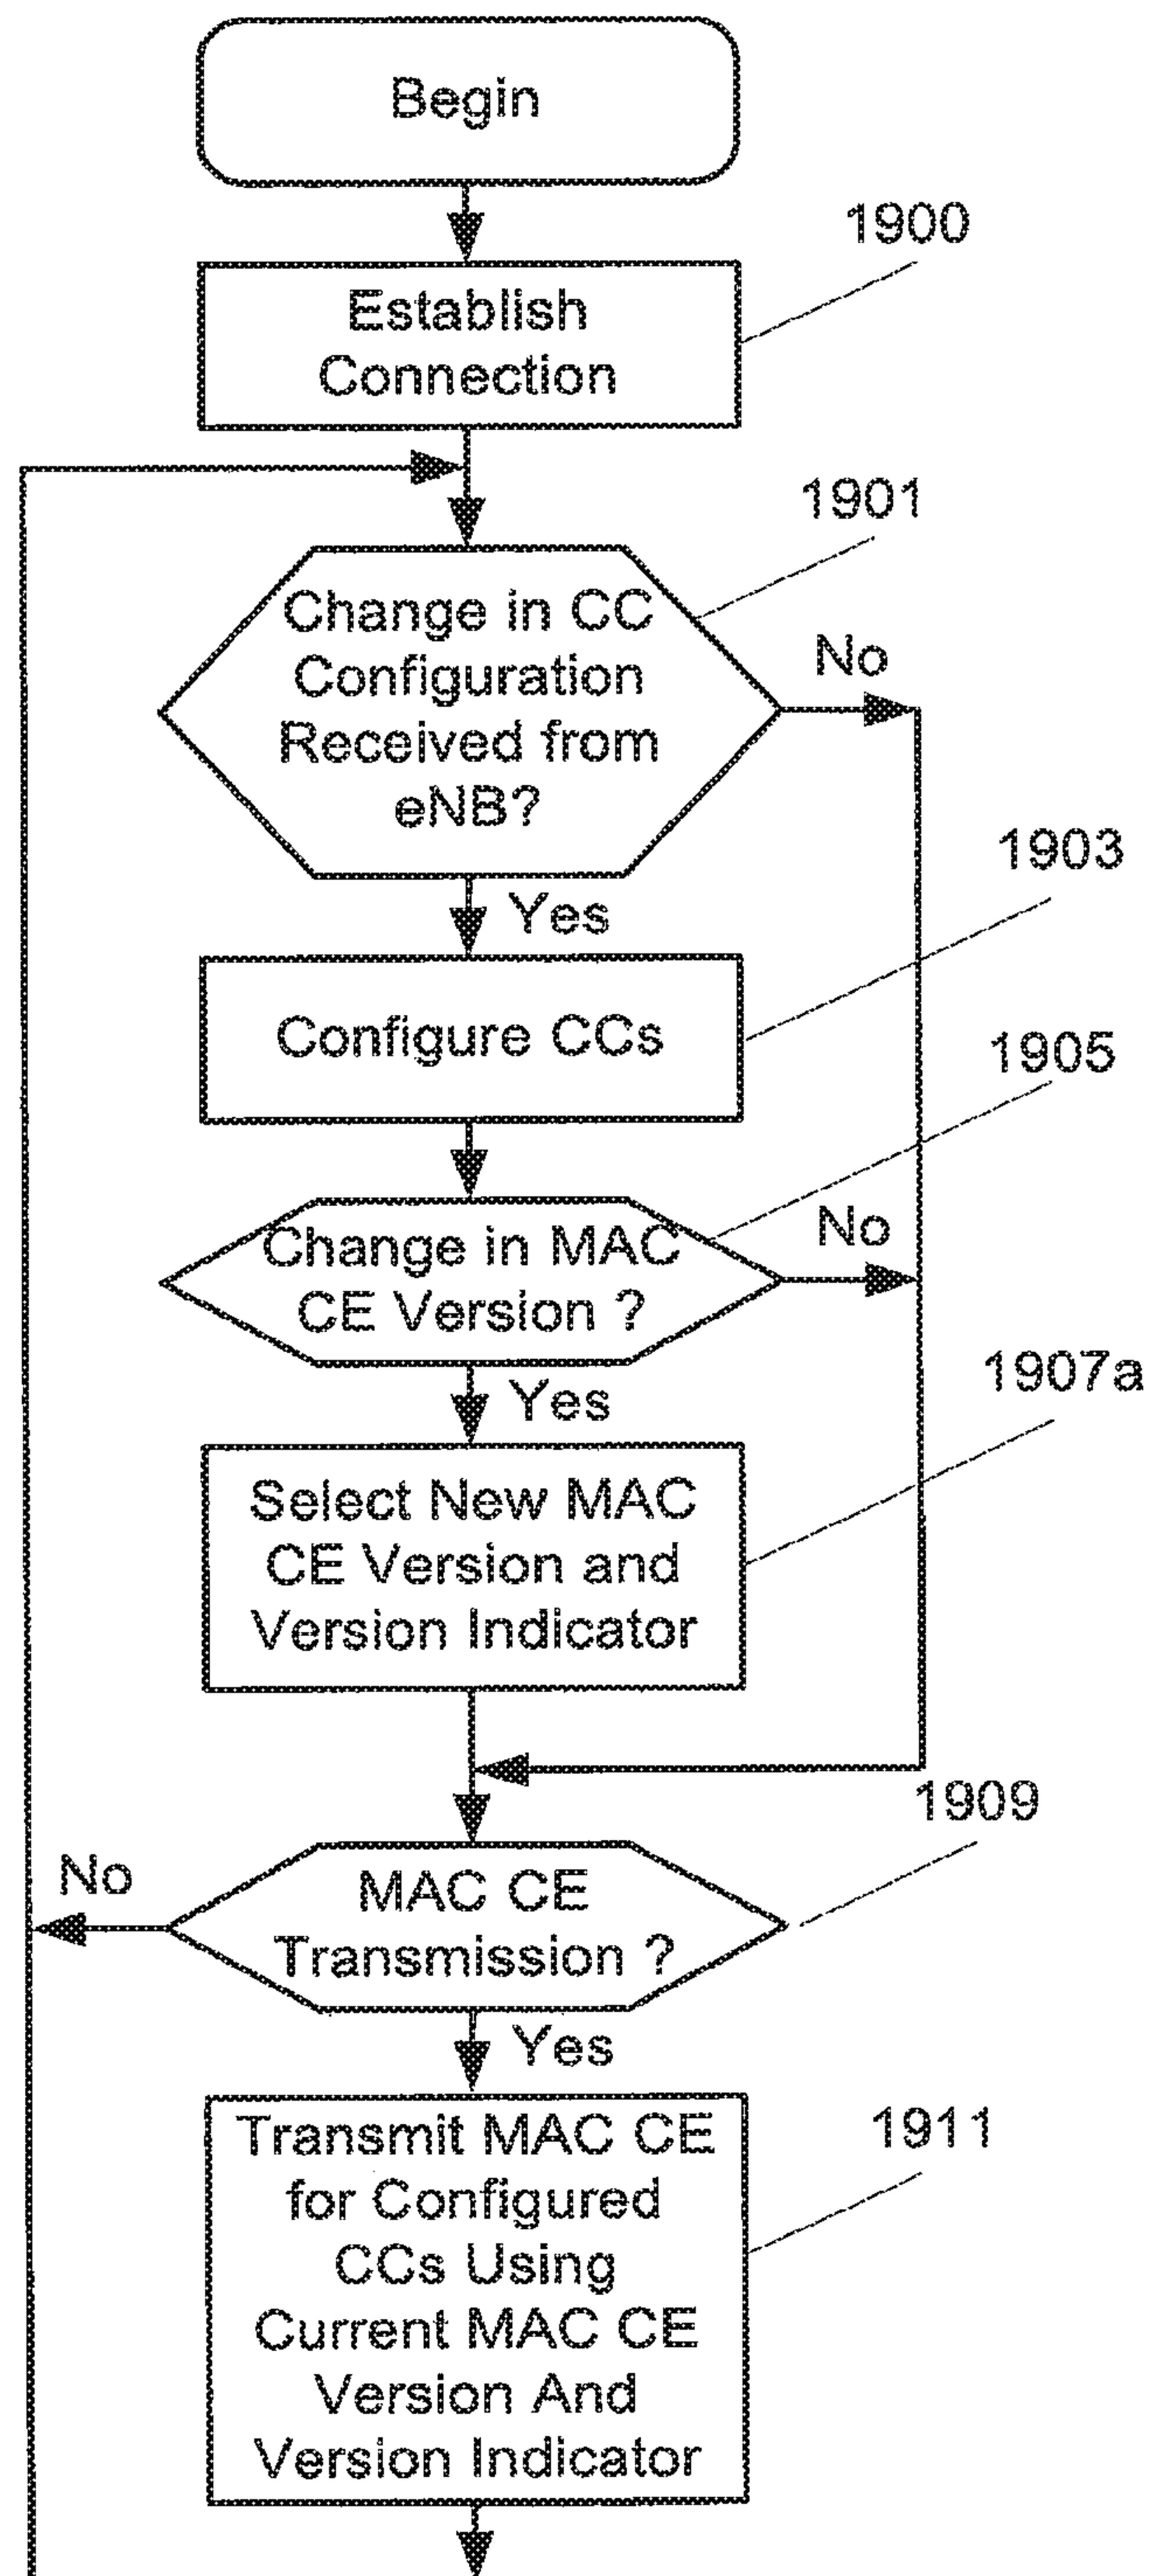 Begin
1900
Establish
Connection
1901
Change in CC
Configuration
Received from
eNB?
No
Yes
1903
Configure CCs
1905
Change in MAC
CE Version ?
No
Yes
1907a
Select New MAC
CE Version and
Version Indicator
1909
MAC CE
Transmission ?
No
Yes
1911
Transmit MAC CE
for Configured
CCs Using
Current MAC CE
Version And
Version Indicator